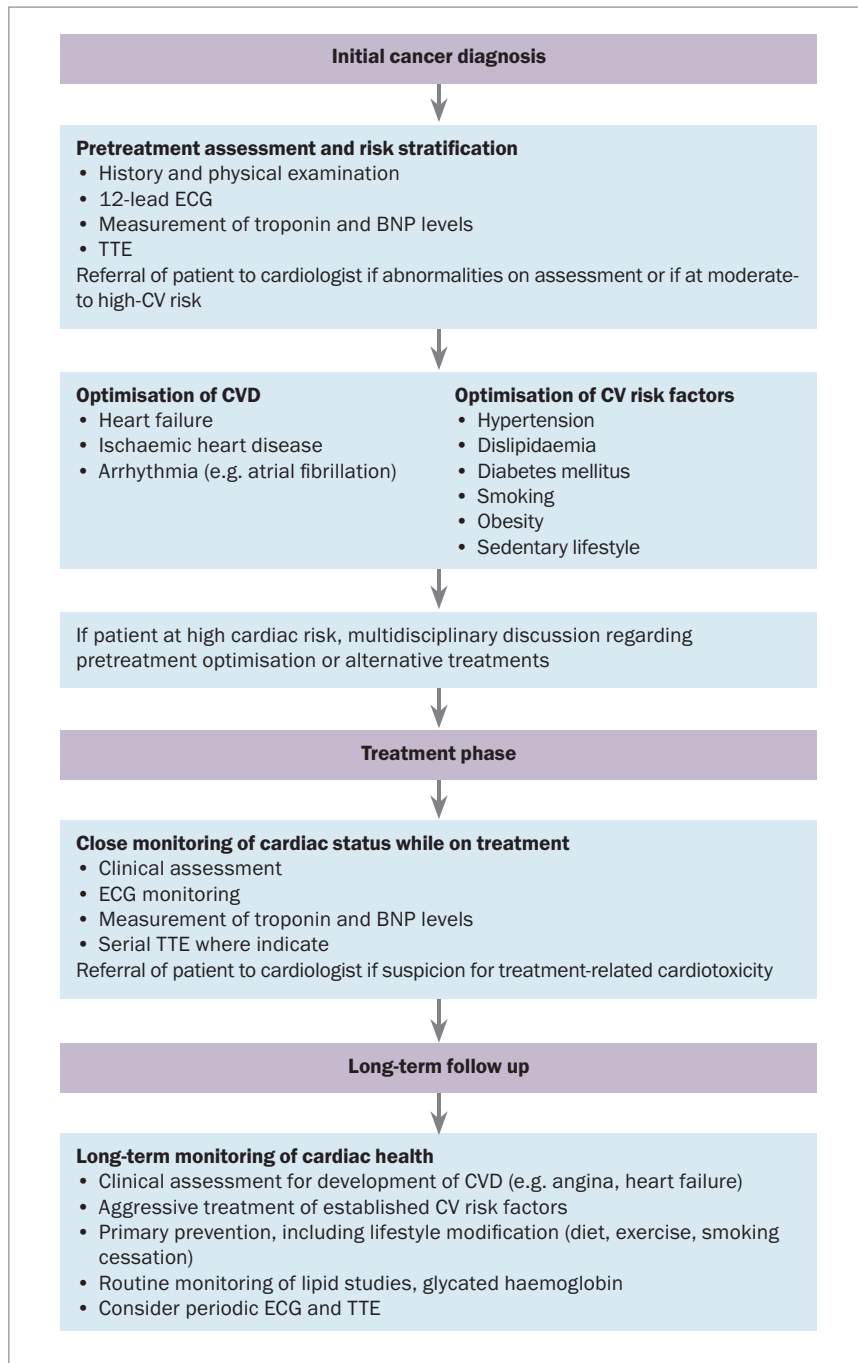 Initial cancer diagnosis
Pretreatment assessment and risk stratification
• History and physical examination
• 12-lead ECG
• Measurement of troponin and BNP levels
• TTE
Referral of patient to cardiologist if abnormalities on assessment or if at moderate-
to high-CV risk
Optimisation of CVD
• Heart failure
• Ischaemic heart disease
• Arrhythmia (e.g. atrial fibrillation)
Optimisation of CV risk factors
• Hypertension
• Dislipidaemia
• Diabetes mellitus
• Smoking
• Obesity
• Sedentary lifestyle
If patient at high cardiac risk, multidisciplinary discussion regarding
pretreatment optimisation or alternative treatments
Treatment phase
Close monitoring of cardiac status while on treatment
• Clinical assessment
• ECG monitoring
• Measurement of troponin and BNP levels
• Serial TTE where indicate
Referral of patient to cardiologist if suspicion for treatment-related cardiotoxicity
Long-term follow up
Long-term monitoring of cardiac health
• Clinical assessment for development of CVD (e.g. angina, heart failure)
• Aggressive treatment of established CV risk factors
• Primary prevention, including lifestyle modification (diet, exercise, smoking
cessation)
• Routine monitoring of lipid studies, glycated haemoglobin
• Consider periodic ECG and TTE